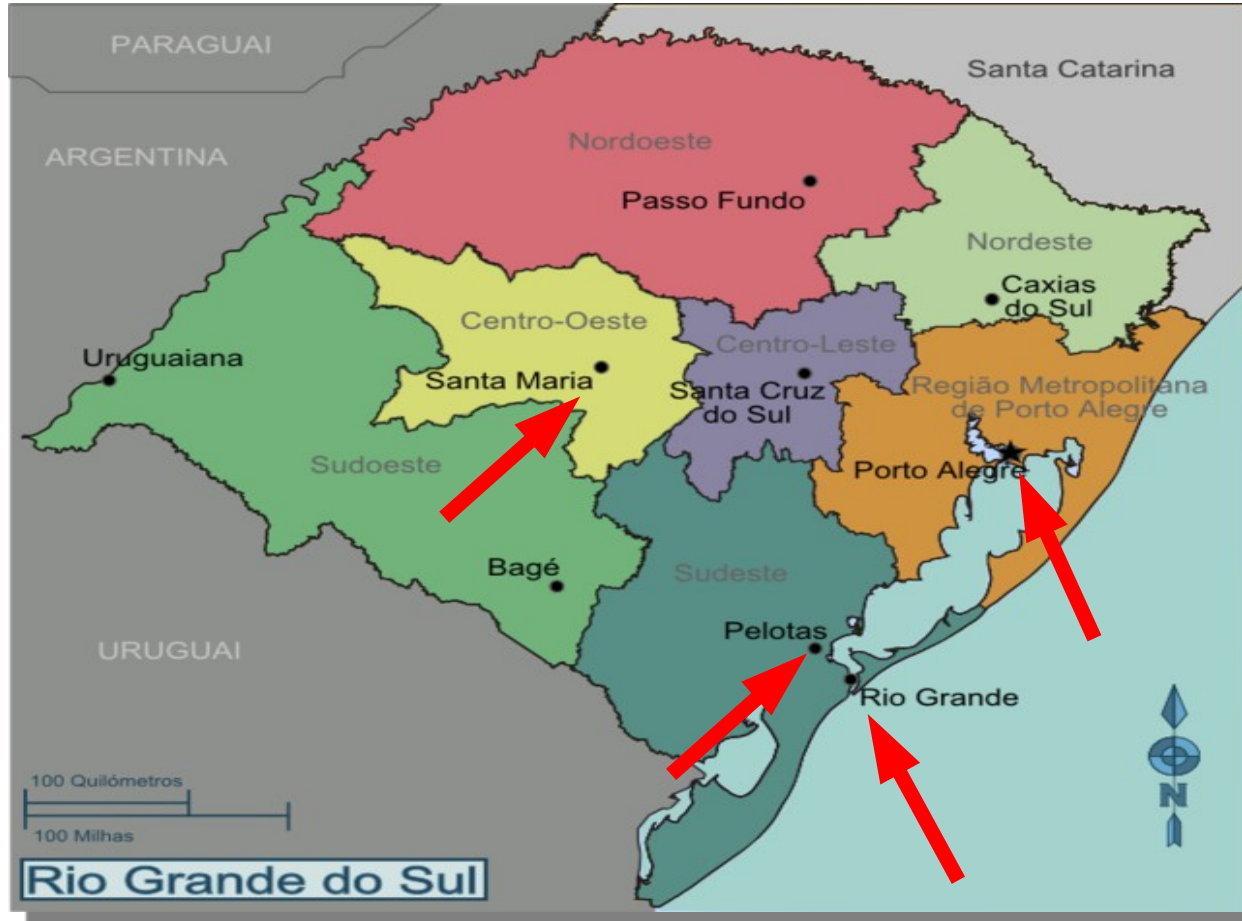 PARAGUAI
Santa Catarina
Nordoeste
ARGENTINA
Passo Fundo
Nordeste
Caxias
do Sul
Centro-Oeste
Centro-Leste
Uruguaiana
Santa Maria
Santa Cruz
do Sul
Região Metropolitana
de Porto Alegre
Sudoeste
Porto Alegre
Bagé
Sudeste
Pelotas
URUGUAI
Rio Grande
100 Quilómetros
100 Milhas
N
Rio Grande do Sul